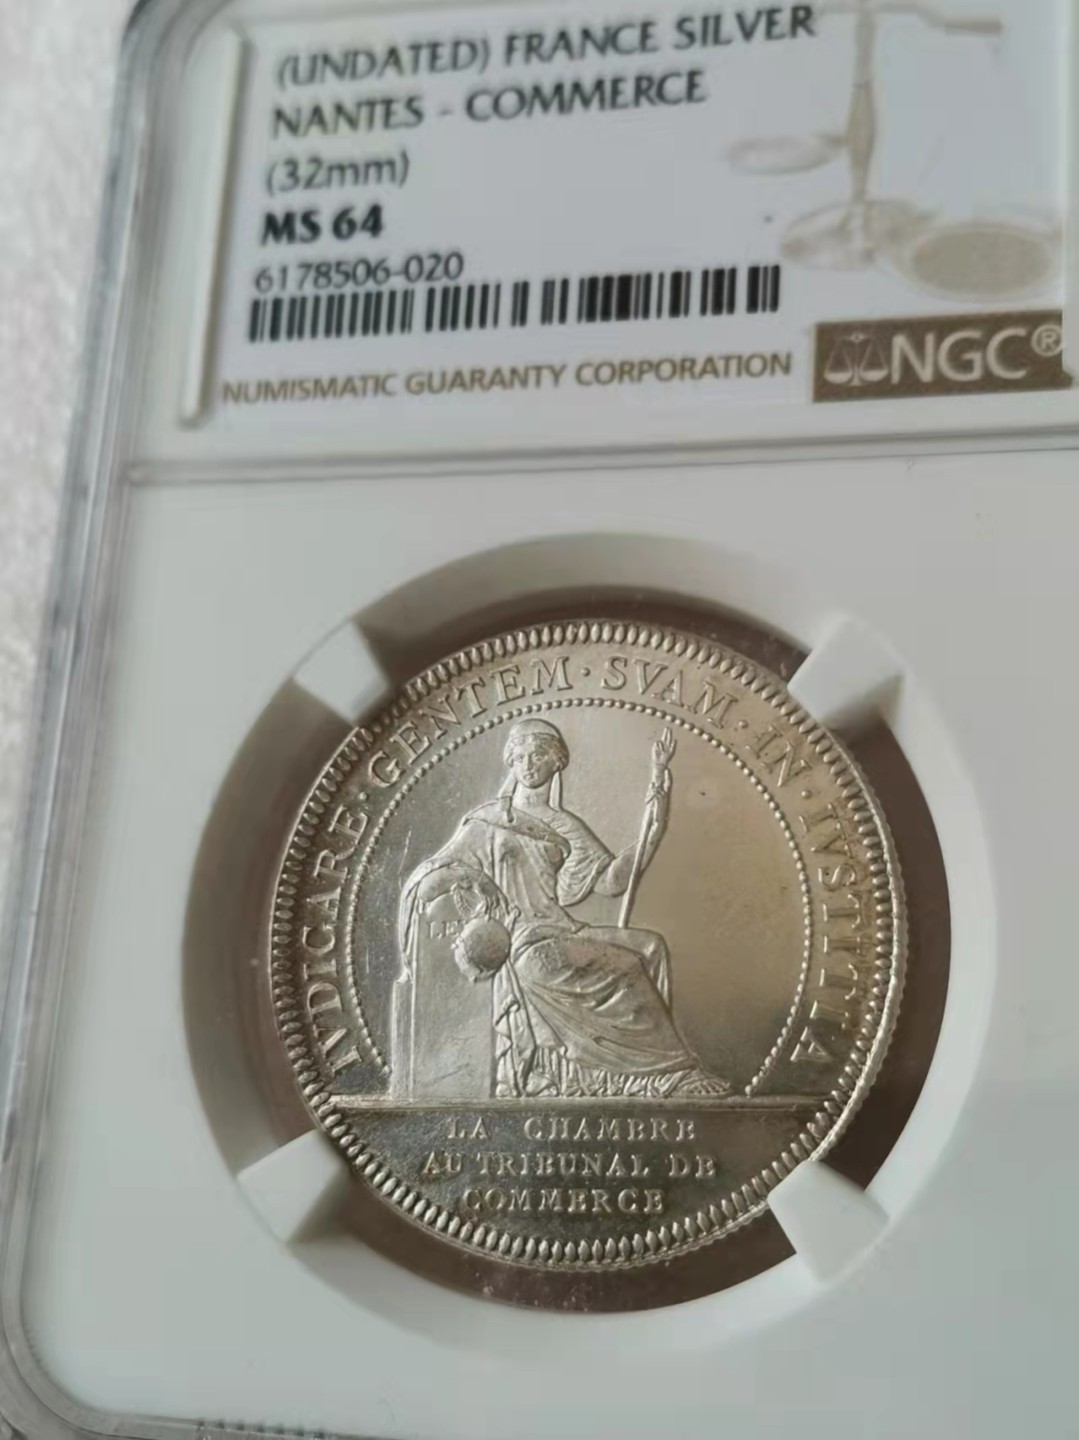 (UNDATED) FRANCE SILVER
NANTES - COMMERCE
(32mm)
MS 64
6178506-020
NUMISMATIC GUARANTY CORPORATION
NGC®
IVDICARE · GENTEM · SVAM · IN · IVSTITIA
LE
LA CHAMBRE
AU TRIBUNAL DE
COMMERCE